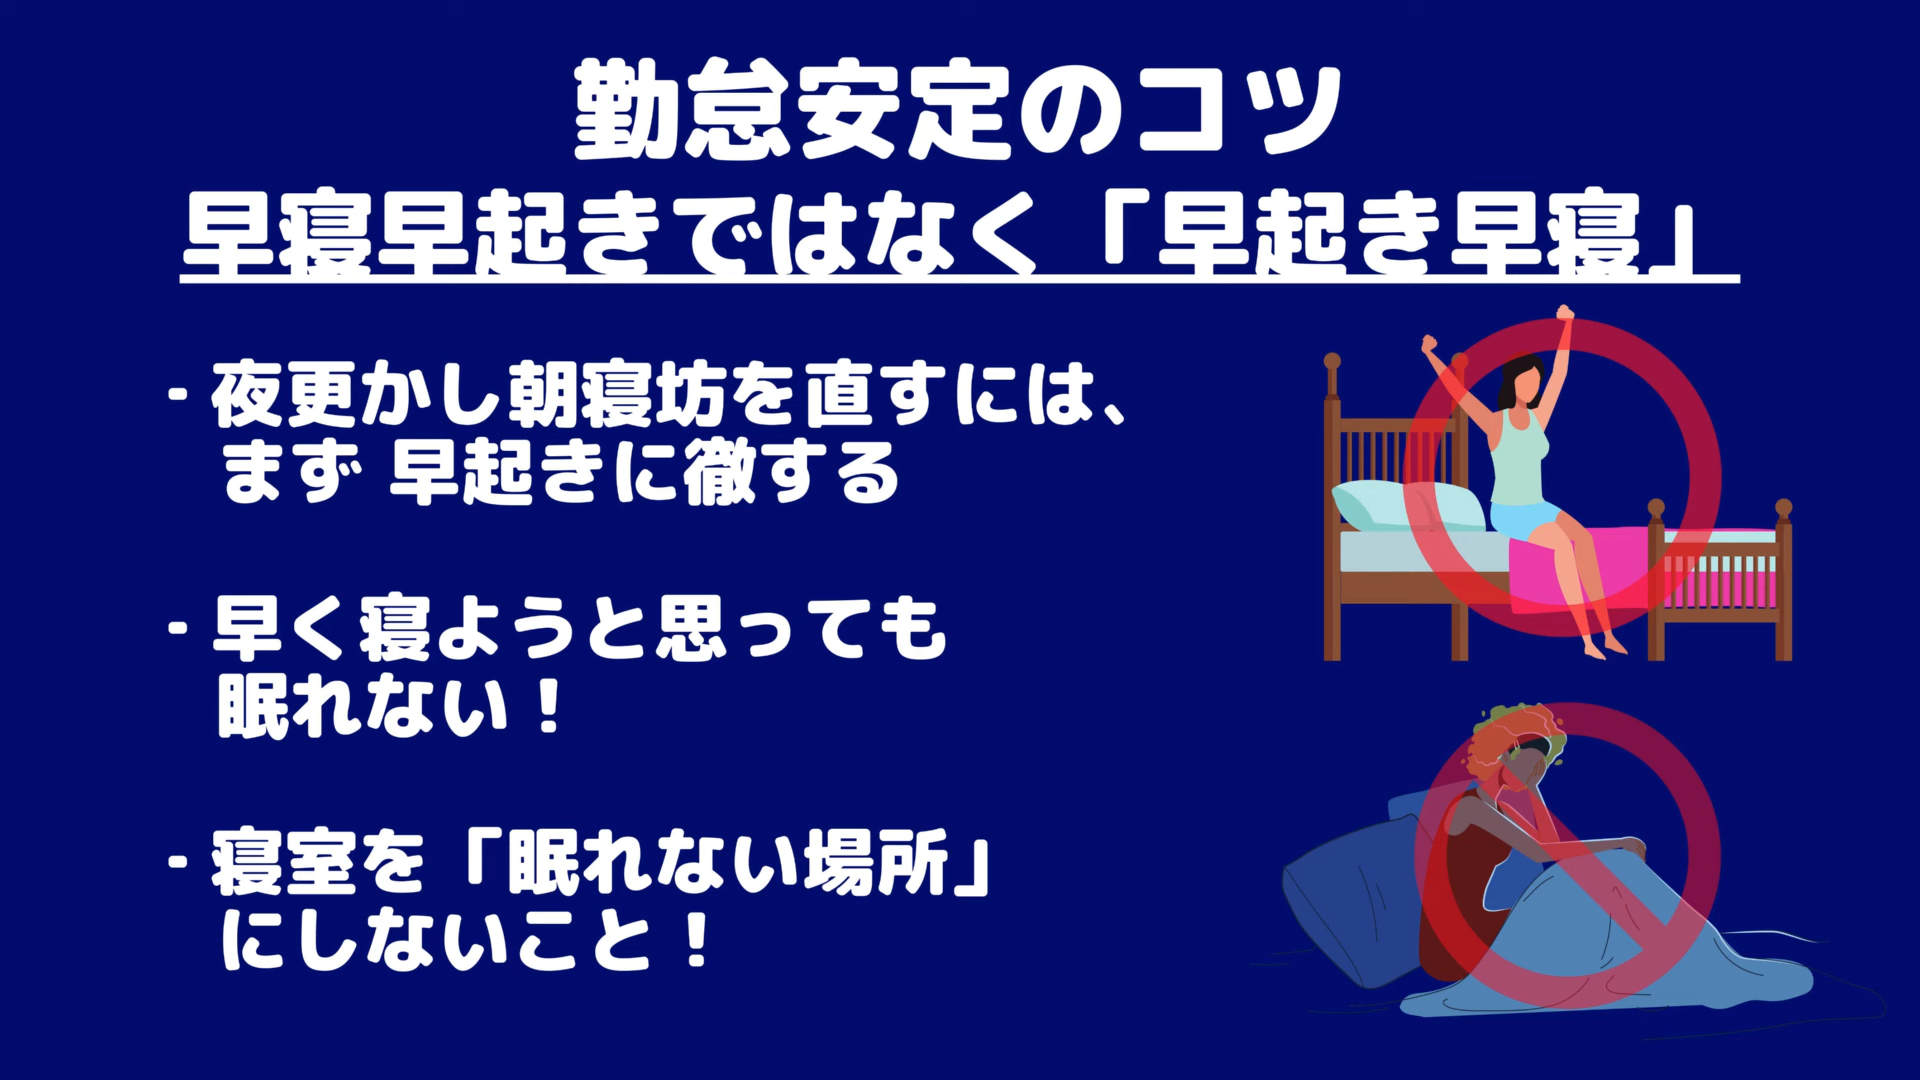 勤怠安定のコツ
早寝早起きではなく「早起き早寝」
- 夜更かし朝寝坊を直すには、
まず 早起きに徹する
- 早く寝ようと思っても
眠れない！
- 寝室を「眠れない場所」
にしないこと！